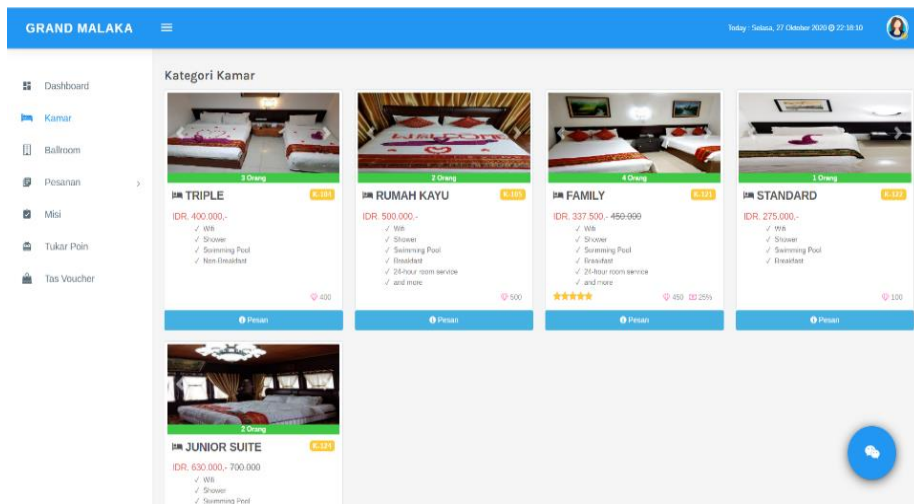 GRAND MALAKA
Today : Selasa, 27 Oktober 2020 22:18:10
Dashboard
Kamar
Ballroom
Pesanan
Misi
Tukar Poin
Tas Voucher
Kategori Kamar
3 Orang
TRIPLE K-104
IDR. 400.000,-
✓ Wifi
✓ Shower
✓ Swimming Pool
✓ Non-Breakfast
400
Pesan
WELCOME
2 Orang
RUMAH KAYU K-105
IDR. 500.000,-
✓ Wifi
✓ Shower
✓ Swimming Pool
✓ Breakfast
✓ 24-hour room service
✓ and more
500
Pesan
4 Orang
FAMILY K-121
IDR. 337.500,- 450.000
✓ Wifi
✓ Shower
✓ Swimming Pool
✓ Breakfast
✓ 24-hour room service
✓ and more
450 25%
Pesan
1 Orang
STANDARD K-122
IDR. 275.000,-
✓ Wifi
✓ Shower
✓ Swimming Pool
✓ Breakfast
100
Pesan
2 Orang
JUNIOR SUITE K-124
IDR. 630.000,- 700.000
✓ Wifi
✓ Shower
✓ Swimming Pool